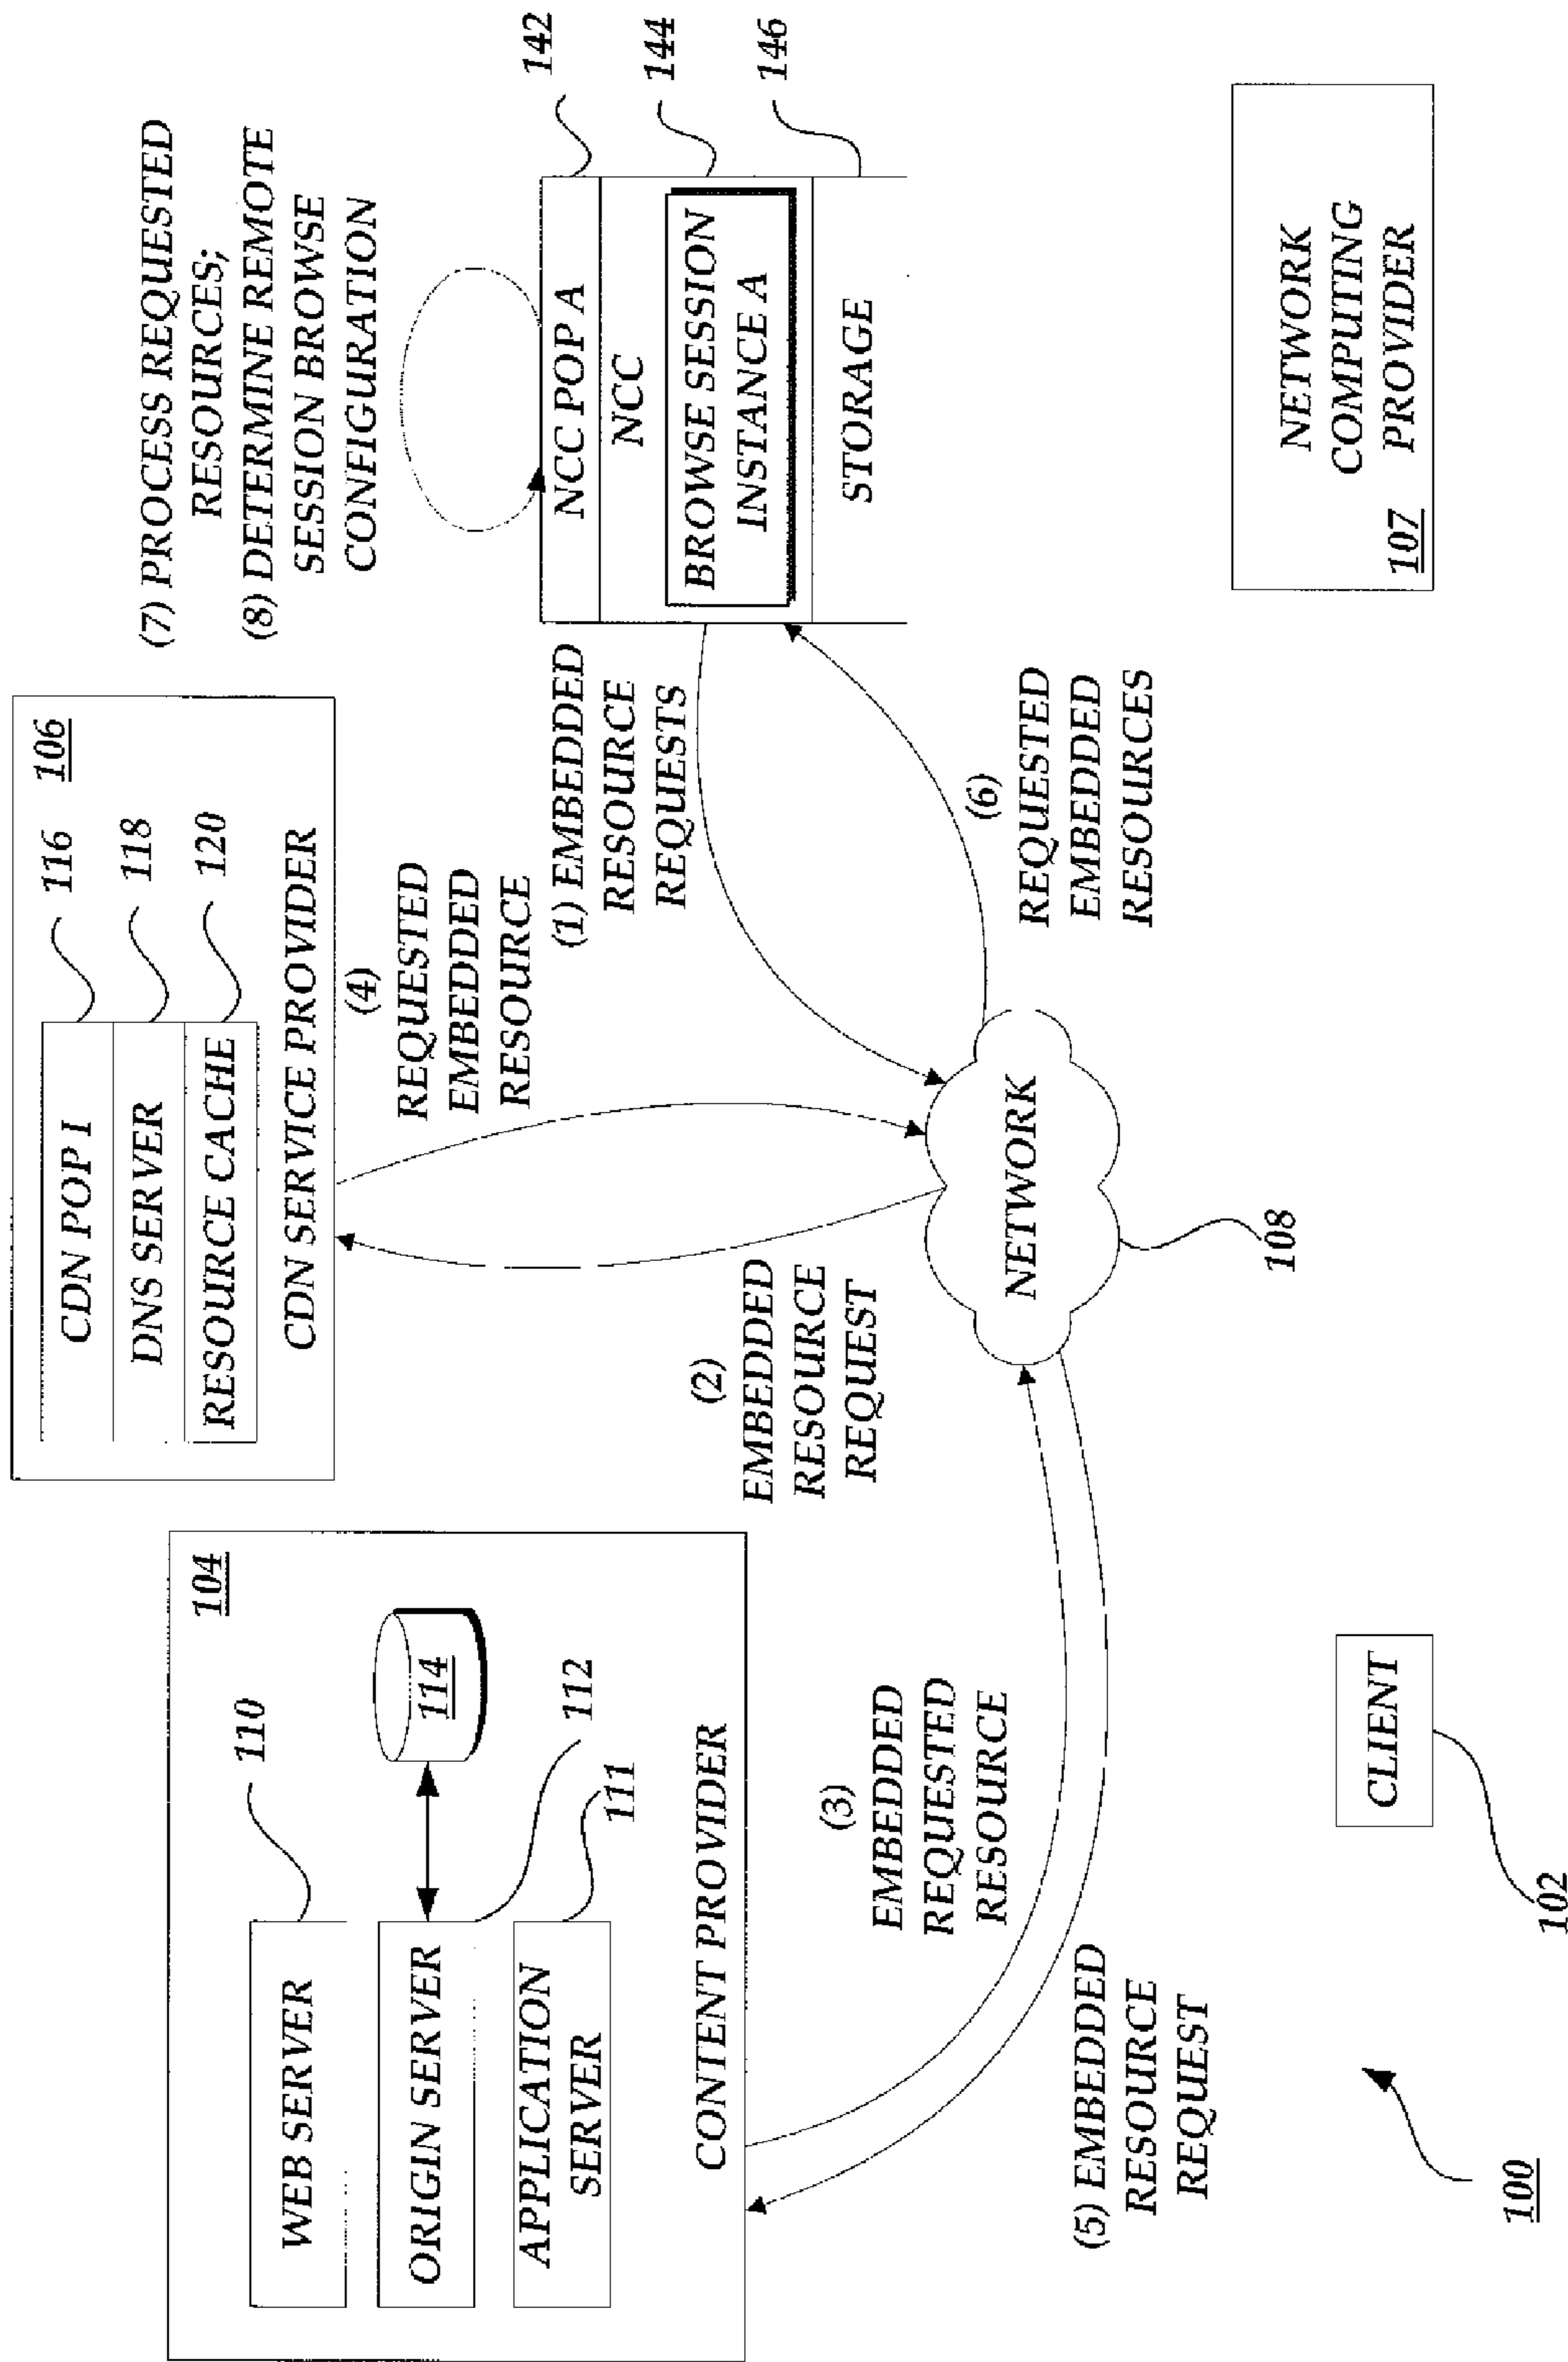 104
WEB SERVER
110
114
ORIGIN SERVER
112
APPLICATION
SERVER
111
CONTENT PROVIDER
106
CDN POP I
116
DNS SERVER
118
RESOURCE CACHE
120
CDN SERVICE PROVIDER
(7) PROCESS REQUESTED
RESOURCES;
(8) DETERMINE REMOTE
SESSION BROWSE
CONFIGURATION
NCC POP A
142
NCC
BROWSE SESSION
INSTANCE A
144
STORAGE
146
(4)
REQUESTED
EMBEDDED
RESOURCE
(1) EMBEDDED
RESOURCE
REQUESTS
(2)
EMBEDDED
RESOURCE
REQUEST
(3)
EMBEDDED
REQUESTED
RESOURCE
(6)
REQUESTED
EMBEDDED
RESOURCES
NETWORK
108
(5) EMBEDDED
RESOURCE
REQUEST
CLIENT
102
NETWORK
COMPUTING
PROVIDER
107
100